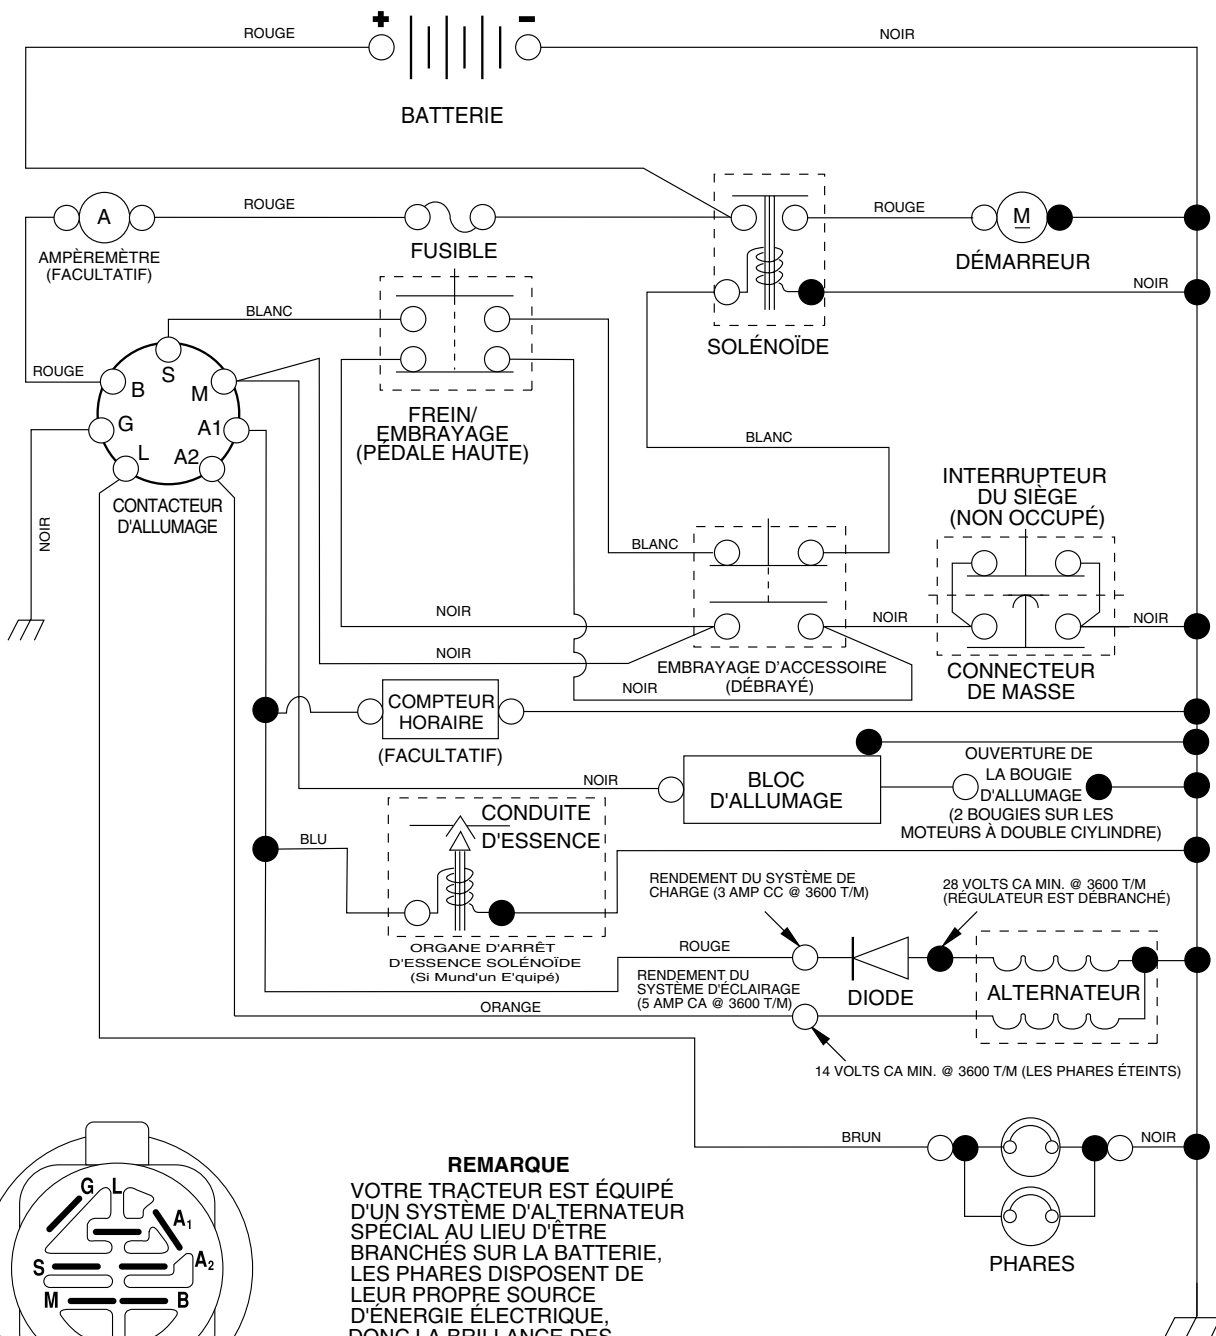 + -
ROUGE
NOIR
BATTERIE
A
ROUGE
ROUGE
M
AMPÈREMÈTRE
(FACULTATIF)
FUSIBLE
DÉMARREUR
NOIR
BLANC
SOLÉNOÏDE
ROUGE
S
B
M
G
A1
L
A2
FREIN/
EMBRAYAGE
(PÉDALE HAUTE)
BLANC
CONTACTEUR
D'ALLUMAGE
NOIR
INTERRUPTEUR
DU SIÈGE
(NON OCCUPÉ)
BLANC
NOIR
NOIR
NOIR
NOIR
NOIR
EMBRAYAGE D'ACCESSOIRE
(DÉBRAYÉ)
CONNECTEUR
DE MASSE
COMPTEUR
HORAIRE
(FACULTATIF)
NOIR
BLOC
D'ALLUMAGE
OUVERTURE DE
LA BOUGIE
D'ALLUMAGE
(2 BOUGIES SUR LES
MOTEURS À DOUBLE CIYLINDRE)
CONDUITE
D'ESSENCE
BLU
ORGANE D'ARRÊT
D'ESSENCE SOLÉNOÏDE
(Si Mund'un E'quipé)
RENDEMENT DU SYSTÈME DE
CHARGE (3 AMP CC @ 3600 T/M)
28 VOLTS CA MIN. @ 3600 T/M
(RÉGULATEUR EST DÉBRANCHÉ)
ROUGE
RENDEMENT DU
SYSTÈME D'ÉCLAIRAGE
(5 AMP CA @ 3600 T/M)
DIODE
ALTERNATEUR
ORANGE
14 VOLTS CA MIN. @ 3600 T/M (LES PHARES ÉTEINTS)
BRUN
NOIR
PHARES
G L
A1
S
A2
M
B
REMARQUE
VOTRE TRACTEUR EST ÉQUIPÉ
D'UN SYSTÈME D'ALTERNATEUR
SPÉCIAL AU LIEU D'ÊTRE
BRANCHÉS SUR LA BATTERIE,
LES PHARES DISPOSENT DE
LEUR PROPRE SOURCE
D'ÉNERGIE ÉLECTRIQUE,
DONC LA BRILLANCE DES